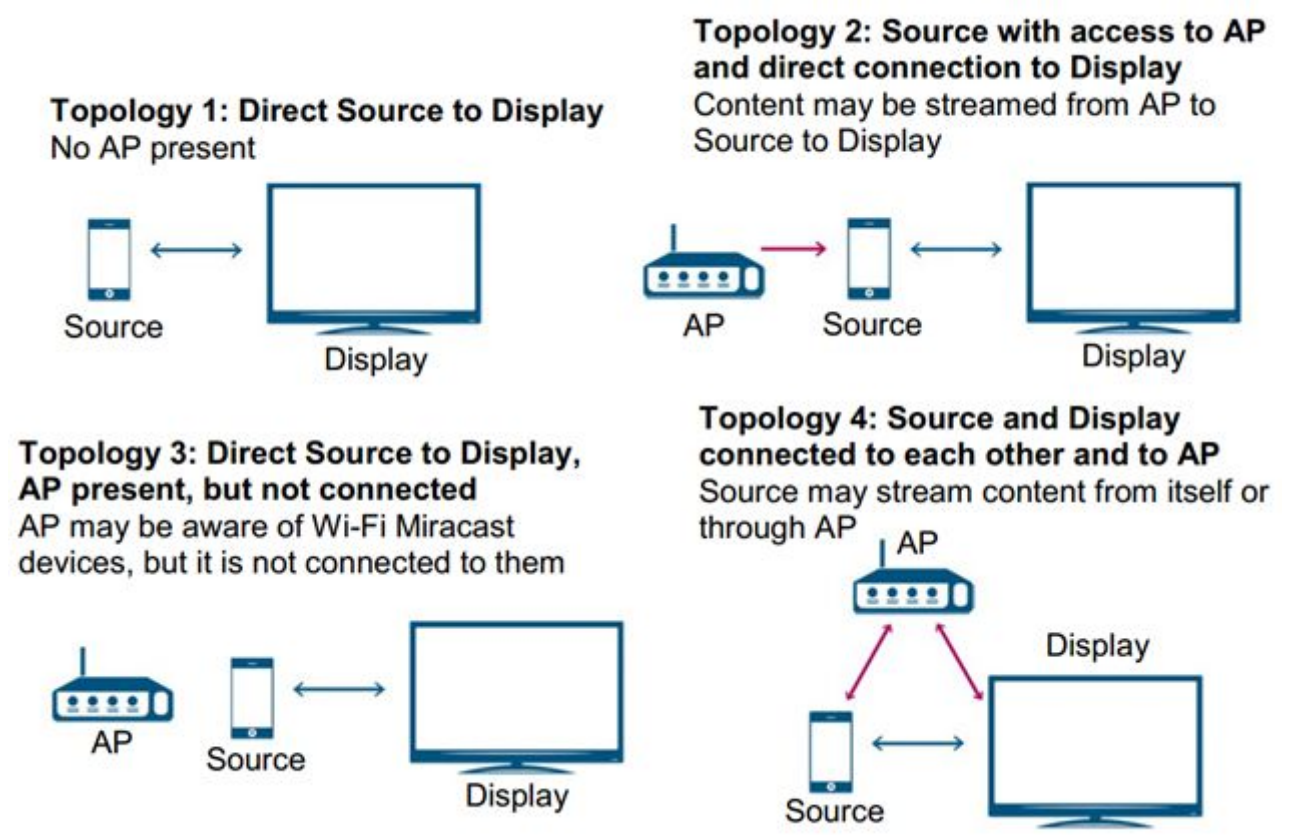 Topology 1: Direct Source to Display
No AP present
Source
Display
Topology 2: Source with access to AP
and direct connection to Display
Content may be streamed from AP to
Source to Display
AP
Source
Display
Topology 3: Direct Source to Display,
AP present, but not connected
AP may be aware of Wi-Fi Miracast
devices, but it is not connected to them
AP
Source
Display
Topology 4: Source and Display
connected to each other and to AP
Source may stream content from itself or
through AP
AP
Display
Source